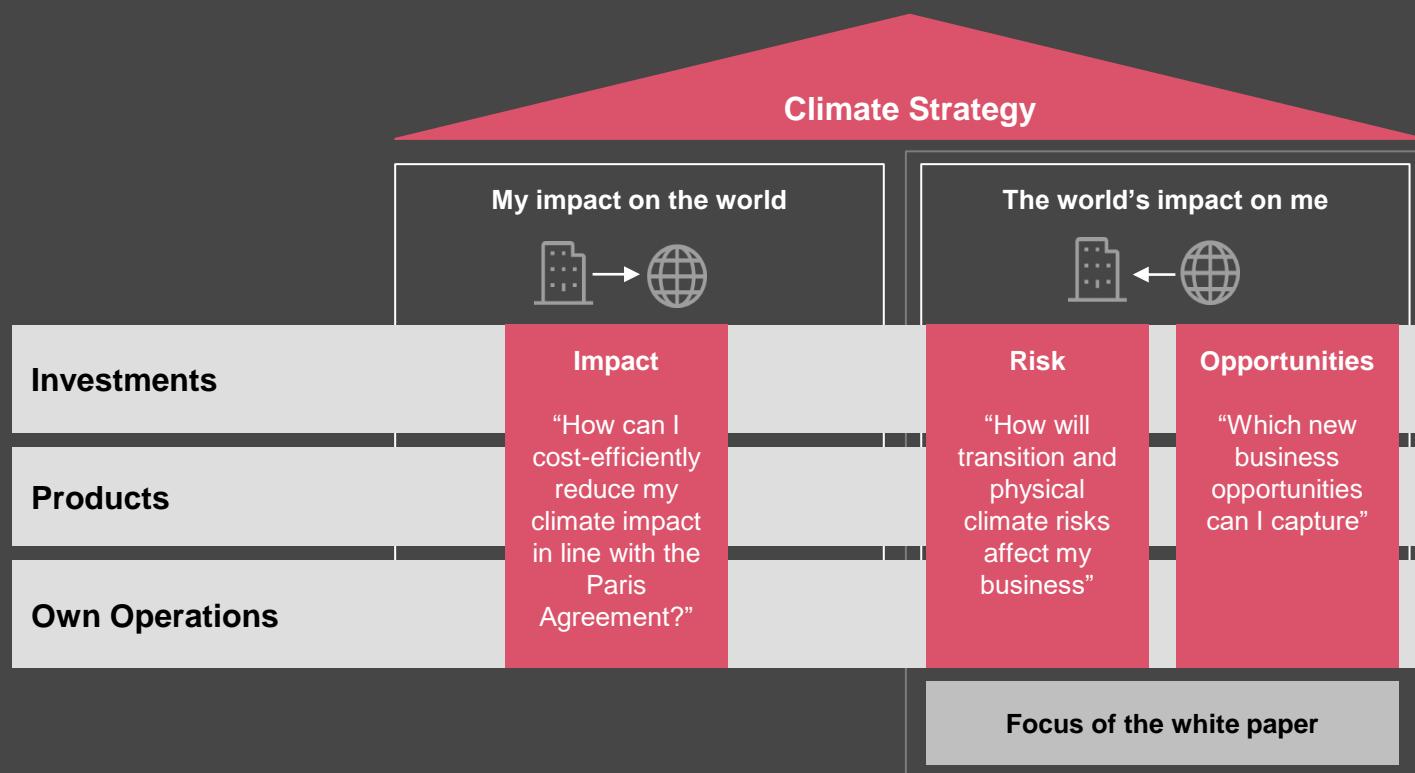 Climate Strategy
My impact on the world
The world’s impact on me
Investments
Products
Own Operations
Impact
“How can I
cost-efficiently
reduce my
climate impact
in line with the
Paris
Agreement?”
Risk
“How will
transition and
physical
climate risks
affect my
business”
Opportunities
“Which new
business
opportunities
can I capture”
Focus of the white paper